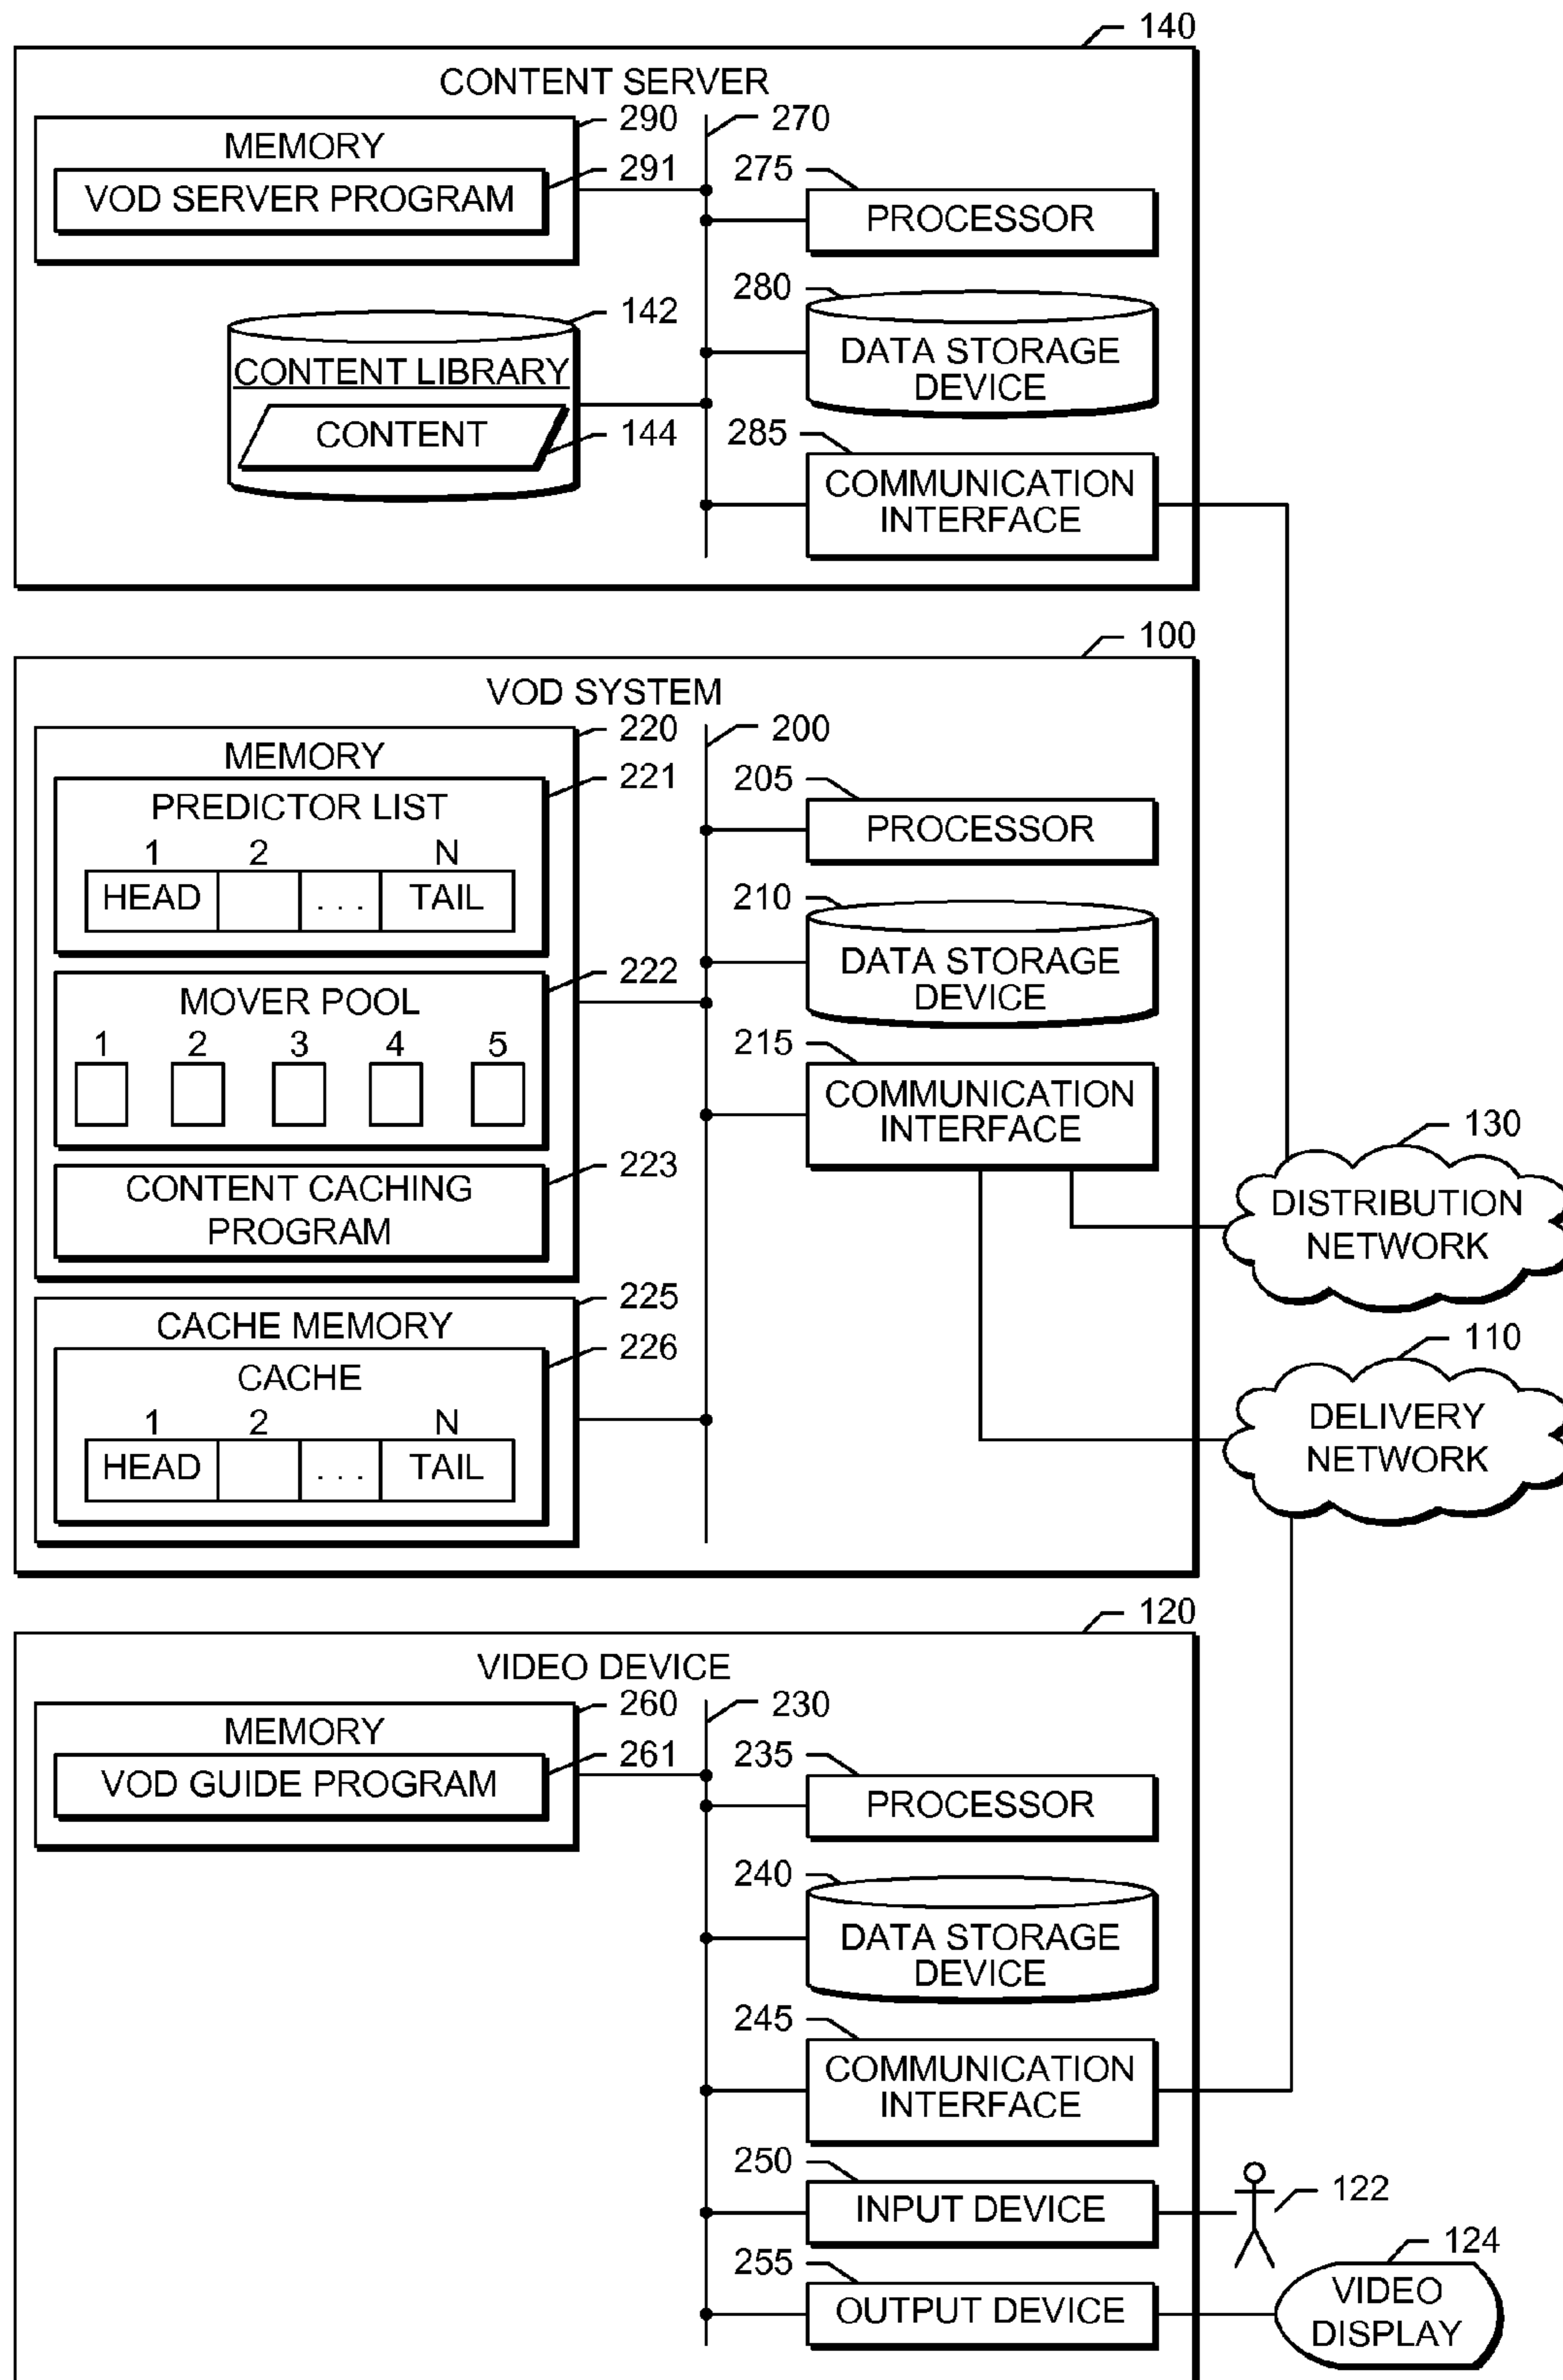 140
CONTENT SERVER
MEMORY
290
270
VOD SERVER PROGRAM
291
275
PROCESSOR
280
DATA STORAGE
DEVICE
142
CONTENT LIBRARY
CONTENT
144
285
COMMUNICATION
INTERFACE
100
VOD SYSTEM
MEMORY
220
200
PREDICTOR LIST
221
1 2 N
HEAD ... TAIL
205
PROCESSOR
210
DATA STORAGE
DEVICE
MOVER POOL
222
1 2 3 4 5
215
COMMUNICATION
INTERFACE
CONTENT CACHING
PROGRAM
223
130
DISTRIBUTION
NETWORK
CACHE MEMORY
225
CACHE
226
1 2 N
HEAD ... TAIL
110
DELIVERY
NETWORK
120
VIDEO DEVICE
MEMORY
260
230
VOD GUIDE PROGRAM
261
235
PROCESSOR
240
DATA STORAGE
DEVICE
245
COMMUNICATION
INTERFACE
250
INPUT DEVICE
122
255
OUTPUT DEVICE
124
VIDEO
DISPLAY